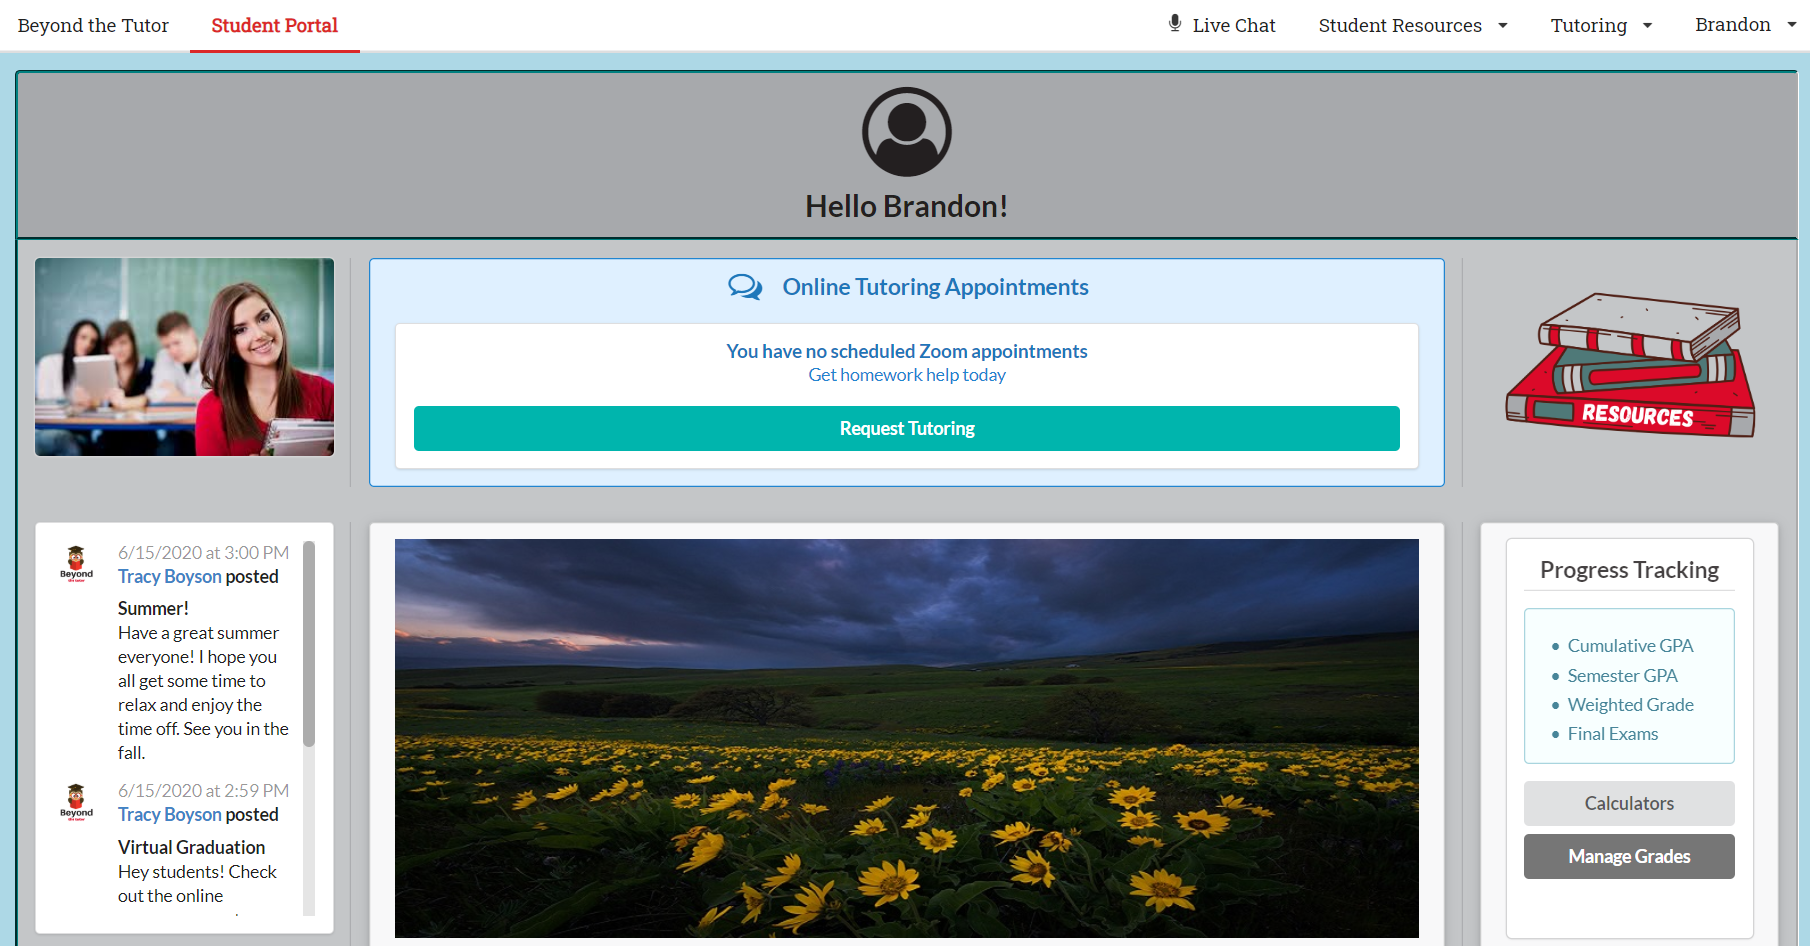 Beyond the Tutor
Student Portal
Live Chat
Student Resources
Tutoring
Brandon
Hello Brandon!
Online Tutoring Appointments
You have no scheduled Zoom appointments
Get homework help today
Request Tutoring
RESOURCES
6/15/2020 at 3:00 PM
Beyond
Tracy Boyson posted
Summer!
Have a great summer
everyone! I hope you
all get some time to
relax and enjoy the
time off. See you in the
fall.
6/15/2020 at 2:59 PM
Beyond
Tracy Boyson posted
Virtual Graduation
Hey students! Check
out the online
Progress Tracking
Cumulative GPA
Semester GPA
Weighted Grade
Final Exams
Calculators
Manage Grades